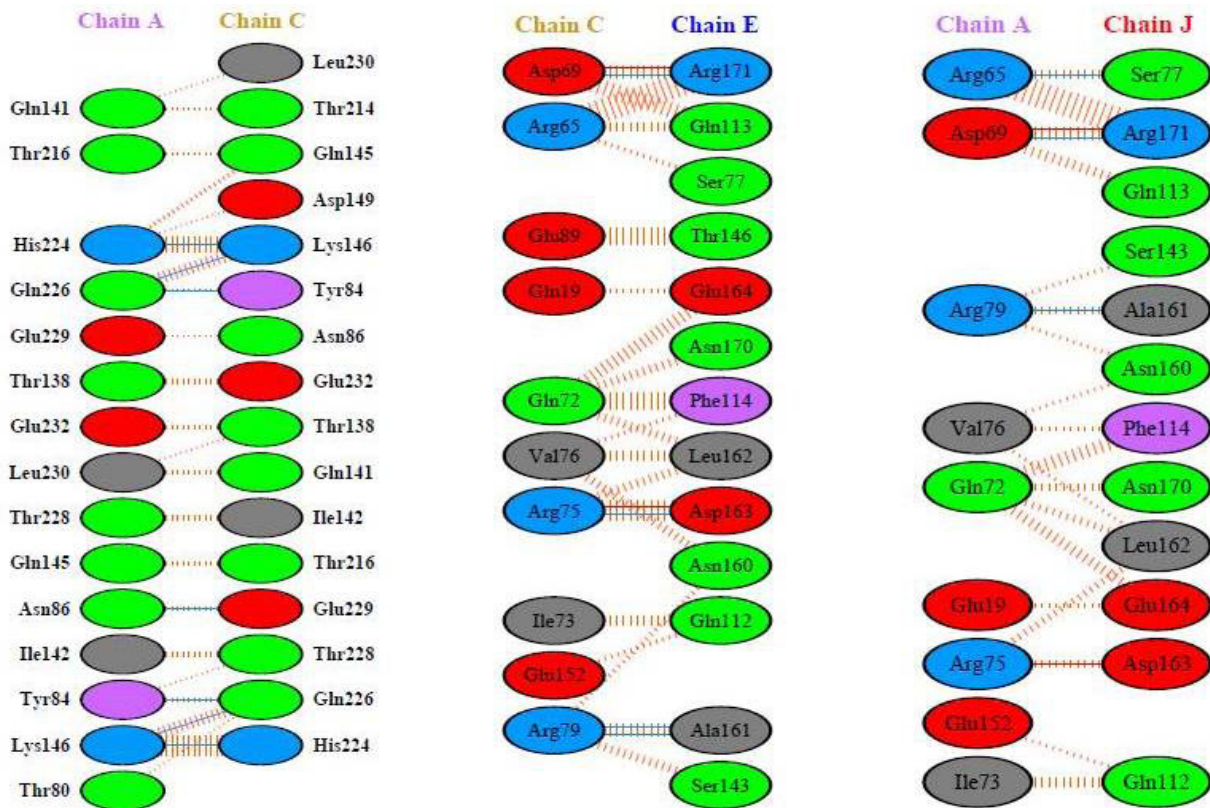 Chain A Chain C
Leu230
Gln141 Thr214
Thr216 Gln145
Asp149
His224 Lys146
Gln226 Tyr84
Glu229 Asn86
Thr138 Glu232
Glu232 Thr138
Leu230 Gln141
Thr228 Ile142
Gln145 Thr216
Asn86 Glu229
Ile142 Thr228
Tyr84 Gln226
Lys146 His224
Thr80
Chain C Chain E
Asp69 Arg171
Arg65 Gln113
Ser77
Glu89 Thr146
Gln19 Glu164
Asn170
Gln72 Phe114
Val76 Leu162
Arg75 Asp163
Asn160
Ile73 Gln112
Glu152
Arg79 Ala161
Ser143
Chain A Chain J
Arg65 Ser77
Asp69 Arg171
Gln113
Ser143
Arg79 Ala161
Asn160
Val76 Phe114
Gln72 Asn170
Leu162
Glu19 Glu164
Arg75 Asp163
Glu152
Ile73 Gln112